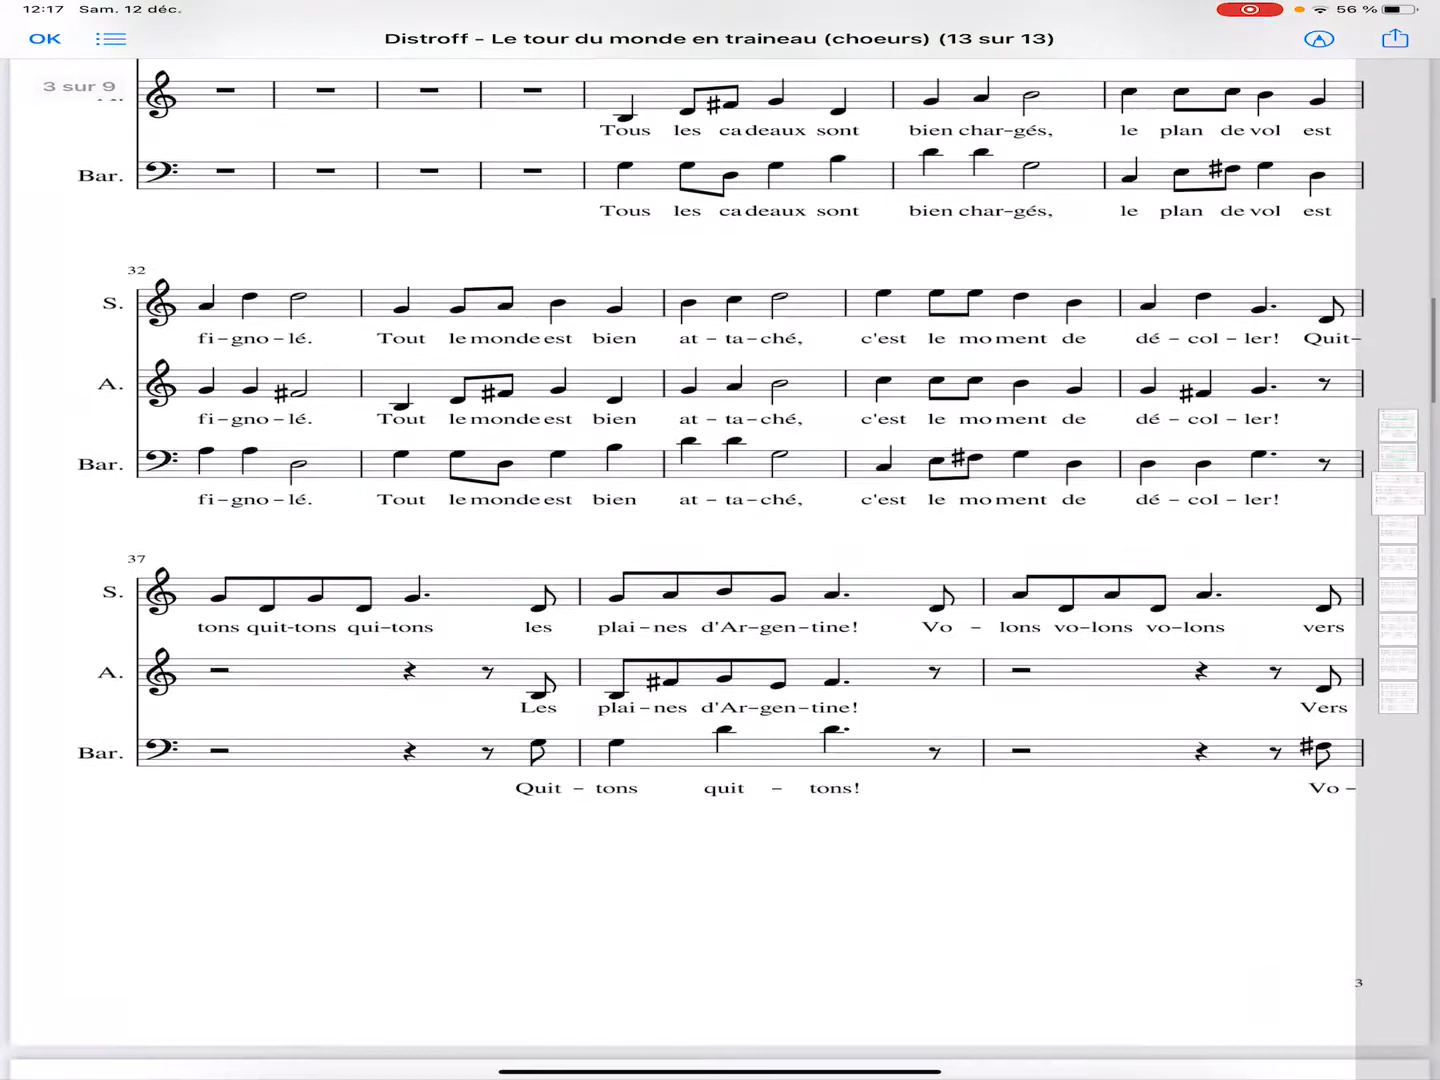 12:17 Sam. 12 déc.
56 %
OK
Distroff - Le tour du monde en traineau (choeurs) (13 sur 13)
3 sur 9
Tous les cadeaux sont bien char-gés, le plan de vol est
Bar.
Tous les cadeaux sont bien char-gés, le plan de vol est
32
S.
fi-gno-lé. Tout le monde est bien at-ta-ché, c'est le moment de dé-col-ler! Quit-
A.
fi-gno-lé. Tout le monde est bien at-ta-ché, c'est le moment de dé-col-ler!
Bar.
fi-gno-lé. Tout le monde est bien at-ta-ché, c'est le moment de dé-col-ler!
37
S.
tons quit-tons qui-tons les plai-nes d'Ar-gen-tine! Vo - lons vo-lons vo-lons vers
A.
Les plai-nes d'Ar-gen-tine! Vers
Bar.
Quit - tons quit - tons! Vo -
3